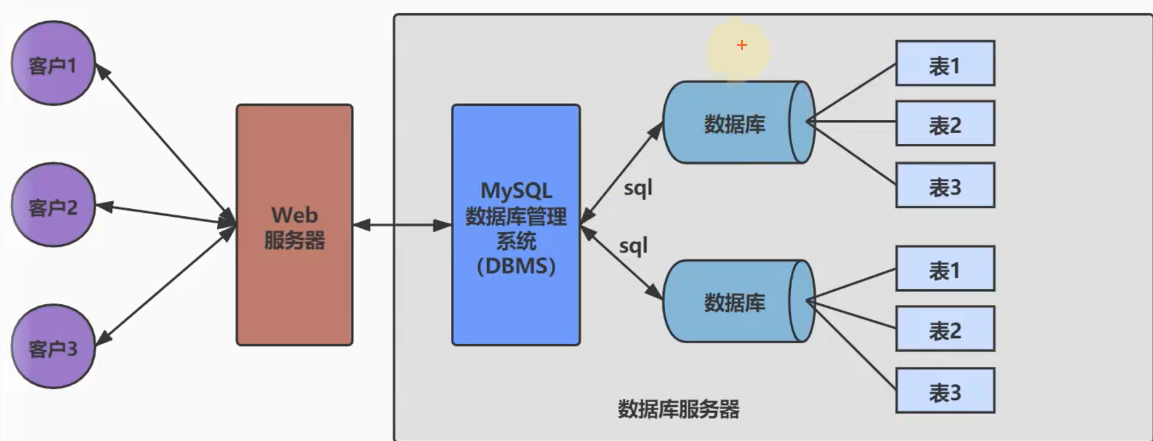 客户1
客户2
客户3
Web
服务器
MySQL
数据库管理
系统
（DBMS）
sql
sql
数据库
表1
表2
表3
数据库
表1
表2
表3
数据库服务器